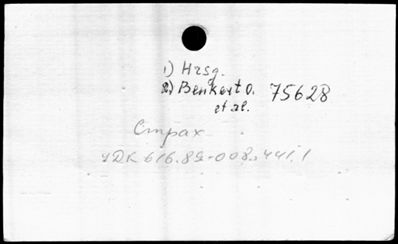 1) Hrsg.
2) Benkert O. 75628
et al.
Страх
УДК 616.89-008.441.1